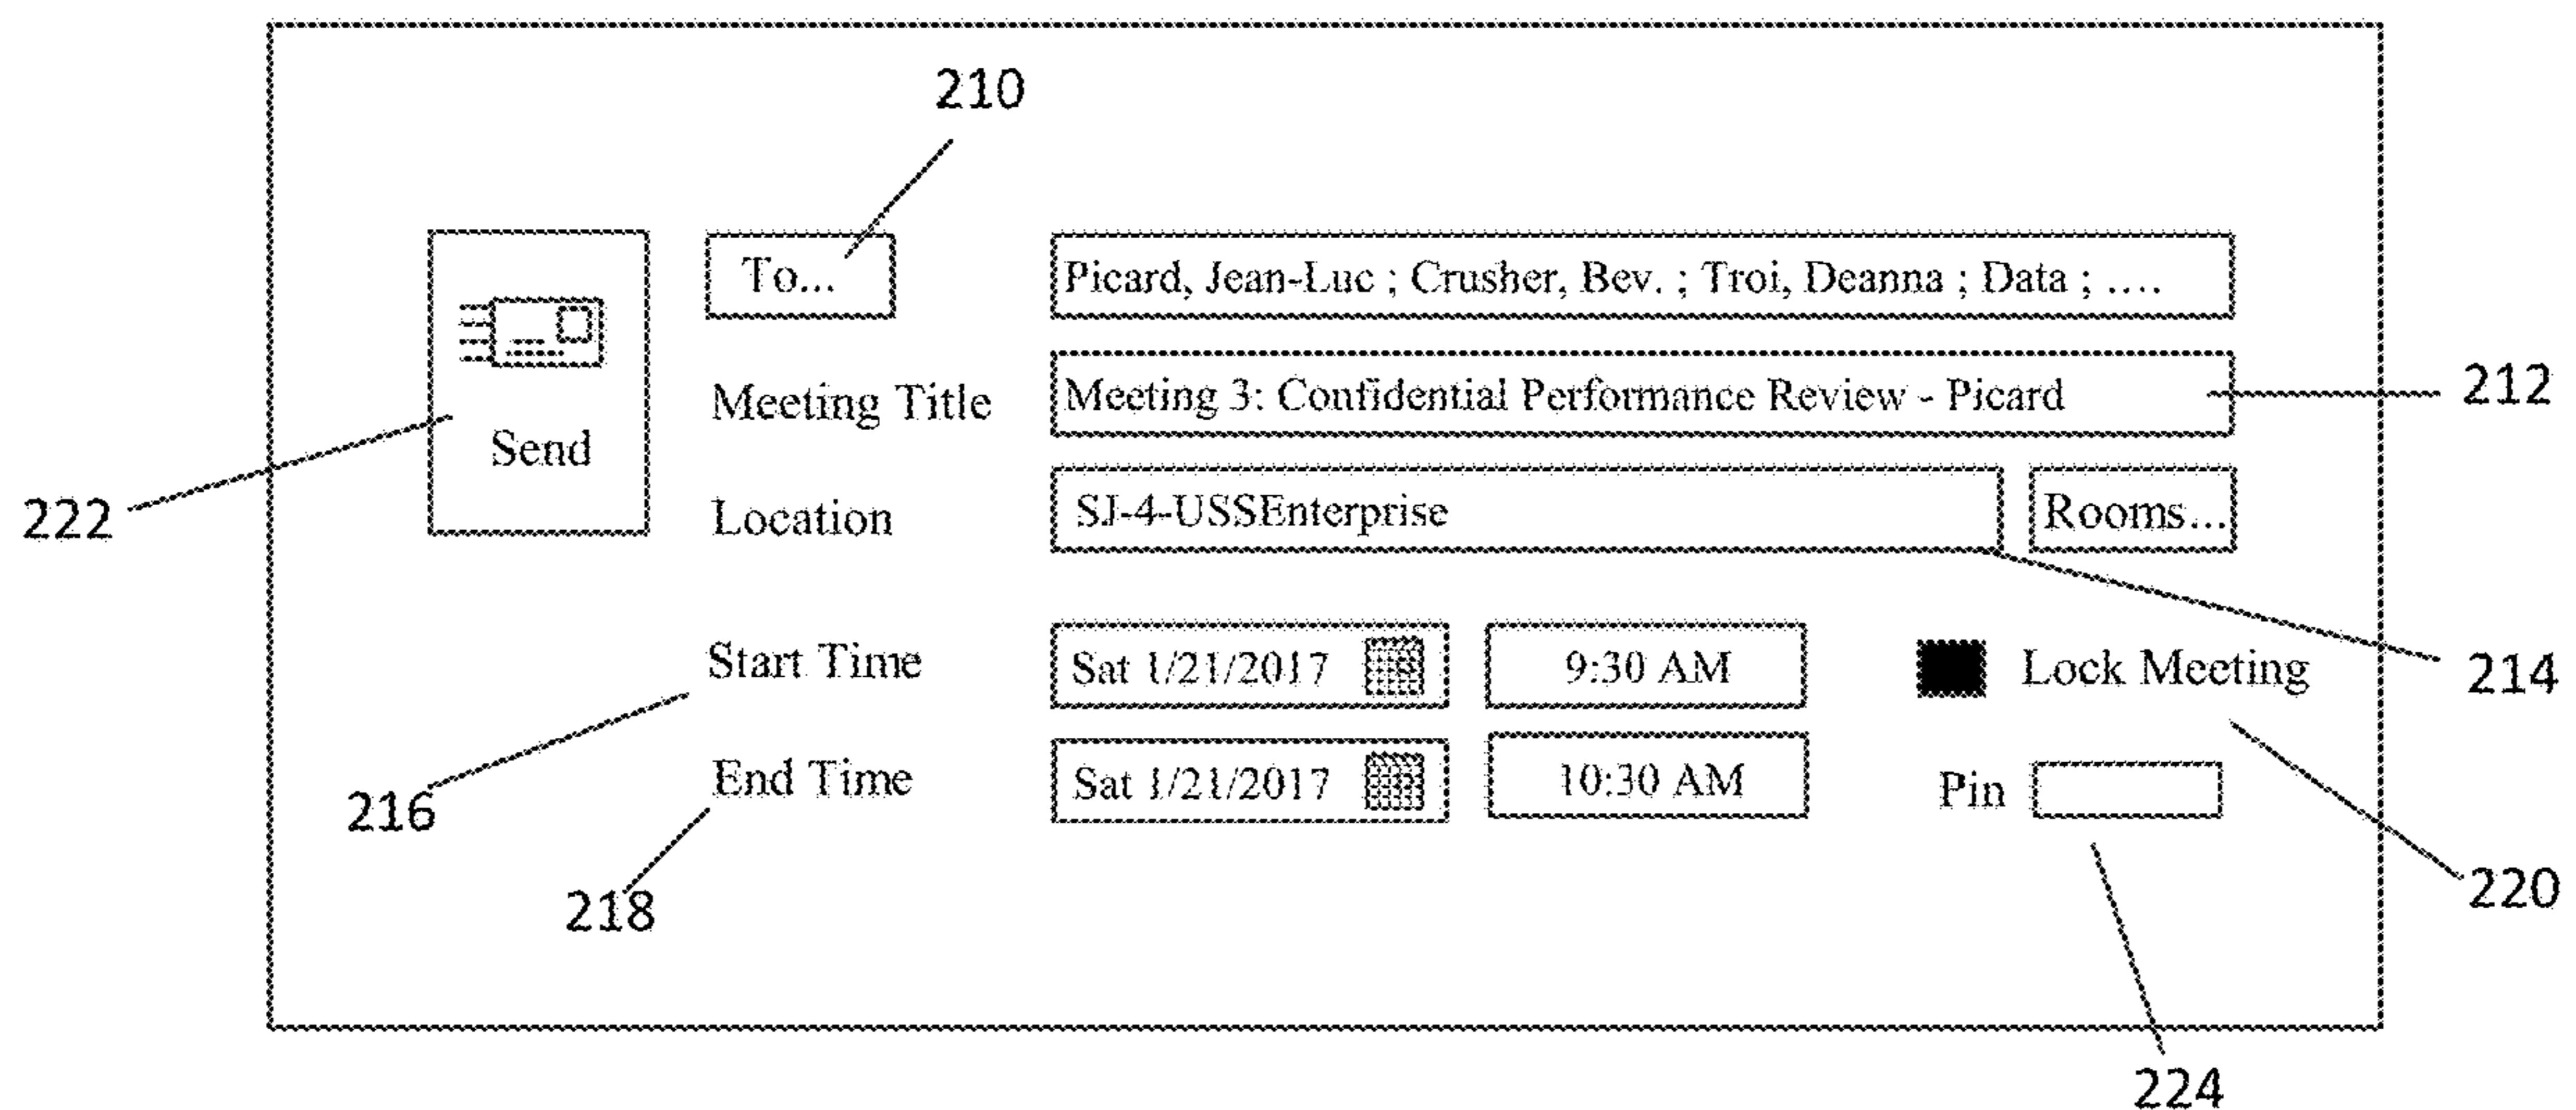 210
To... Picard, Jean-Luc ; Crusher, Bev. ; Troi, Deanna ; Data ; ....
Meeting Title Meeting 3: Confidential Performance Review - Picard 212
Send
Location SJ-4-USSEnterprise Rooms...
222
Start Time Sat 1/21/2017 9:30 AM Lock Meeting 214
End Time Sat 1/21/2017 10:30 AM Pin
216
218
220
224